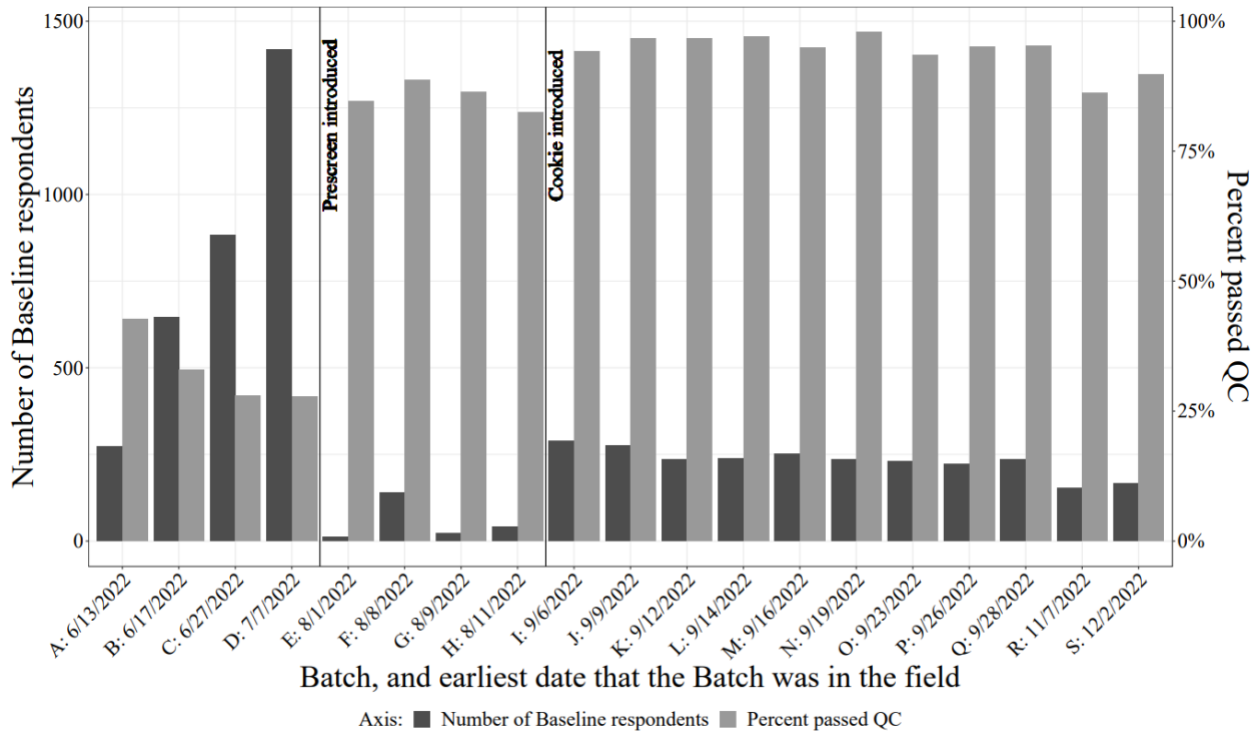 1500
1000
500
0
Number of Baseline respondents
Prescreen introduced
Cookie introduced
100%
75%
50%
25%
0%
Percent passed QC
A: 6/13/2022
B: 6/17/2022
C: 6/27/2022
D: 7/7/2022
E: 8/1/2022
F: 8/8/2022
G: 8/9/2022
H: 8/11/2022
I: 9/6/2022
J: 9/9/2022
K: 9/12/2022
L: 9/14/2022
M: 9/16/2022
N: 9/19/2022
O: 9/23/2022
P: 9/26/2022
Q: 9/28/2022
R: 11/7/2022
S: 12/2/2022
Batch, and earliest date that the Batch was in the field
Axis: Number of Baseline respondents Percent passed QC